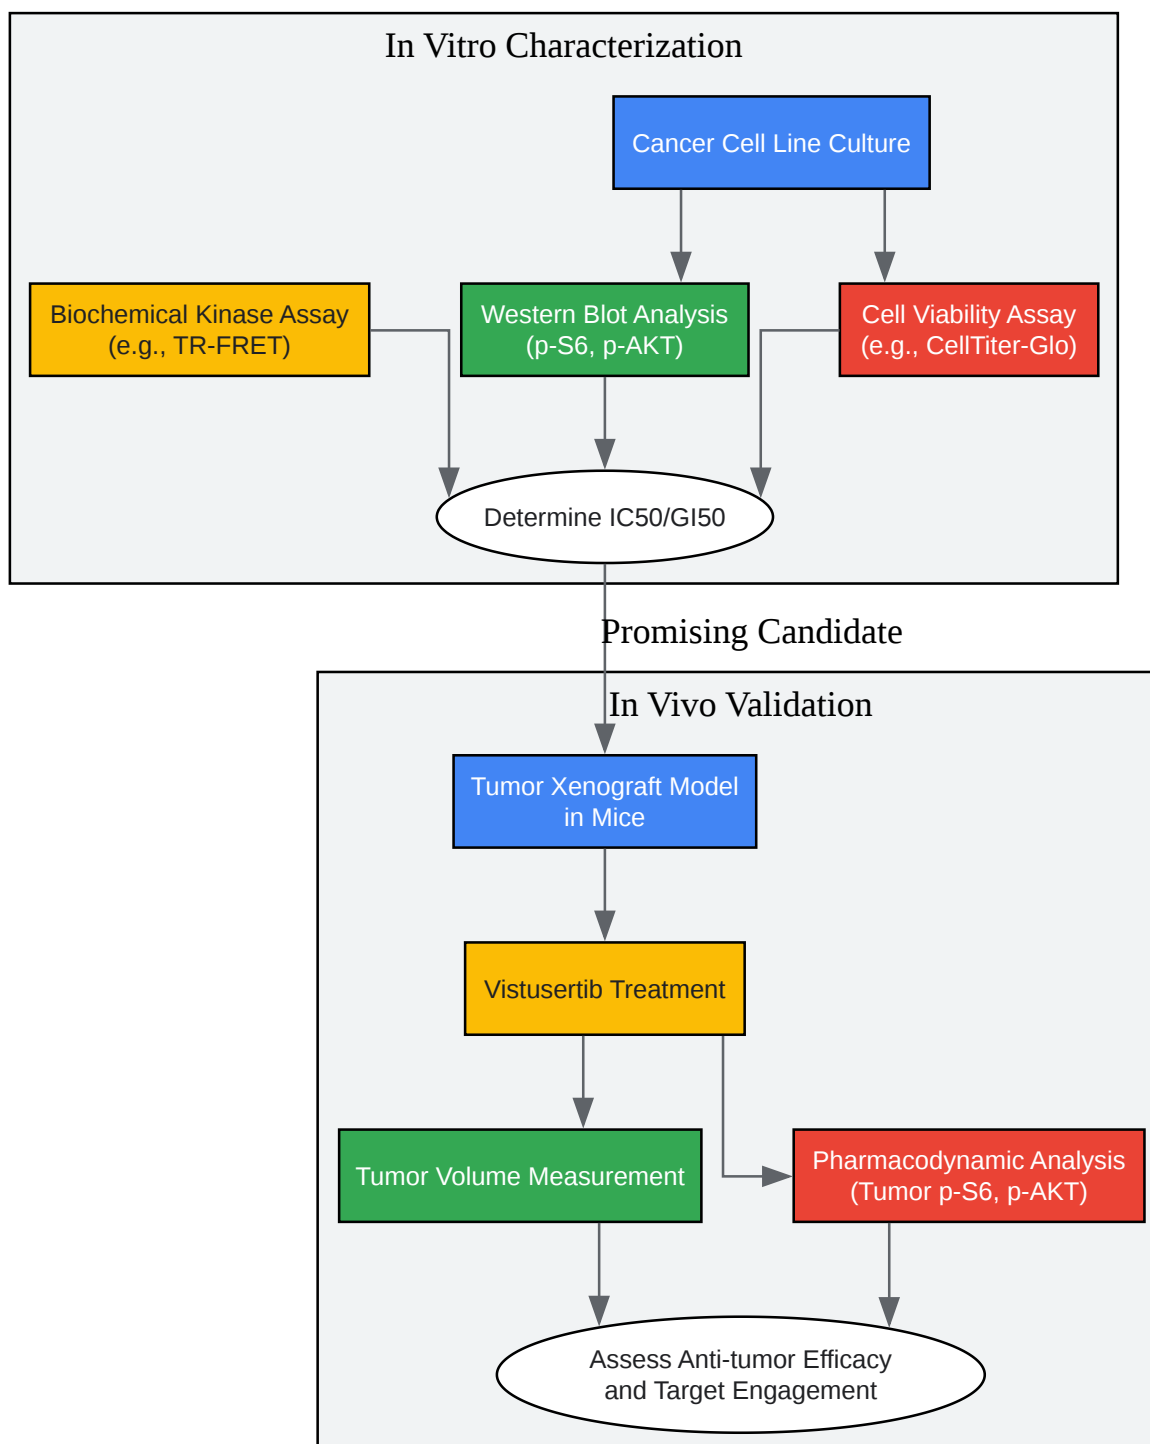 In Vitro Characterization
Cancer Cell Line Culture
Biochemical Kinase Assay
(e.g., TR-FRET)
Western Blot Analysis
(p-S6, p-AKT)
Cell Viability Assay
(e.g., CellTiter-Glo)
Determine IC50/GI50
Promising Candidate
In Vivo Validation
Tumor Xenograft Model
in Mice
Vistusertib Treatment
Tumor Volume Measurement
Pharmacodynamic Analysis
(Tumor p-S6, p-AKT)
Assess Anti-tumor Efficacy
and Target Engagement